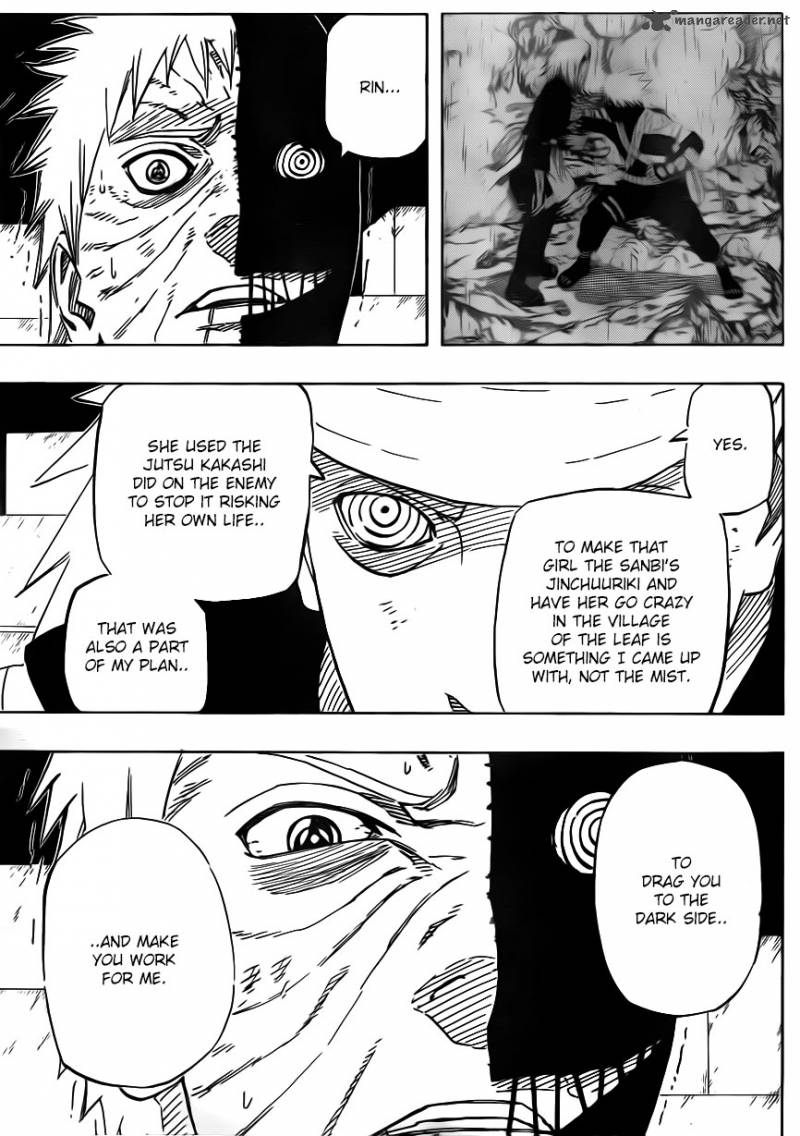 mangareader.net
YES.
TO MAKE THAT
GIRL THE SANBI'S
JINCHUURIKI AND
HAVE HER GO CRAZY
IN THE VILLAGE
OF THE LEAF IS
SOMETHING I CAME UP
WITH, NOT THE MIST.
RIN...
SHE USED THE
JUTSU KAKASHI
DID ON THE ENEMY
TO STOP IT RISKING
HER OWN LIFE..
THAT WAS
ALSO A PART
OF MY PLAN..
TO
DRAG YOU
TO THE
DARK SIDE..
..AND MAKE
YOU WORK
FOR ME.